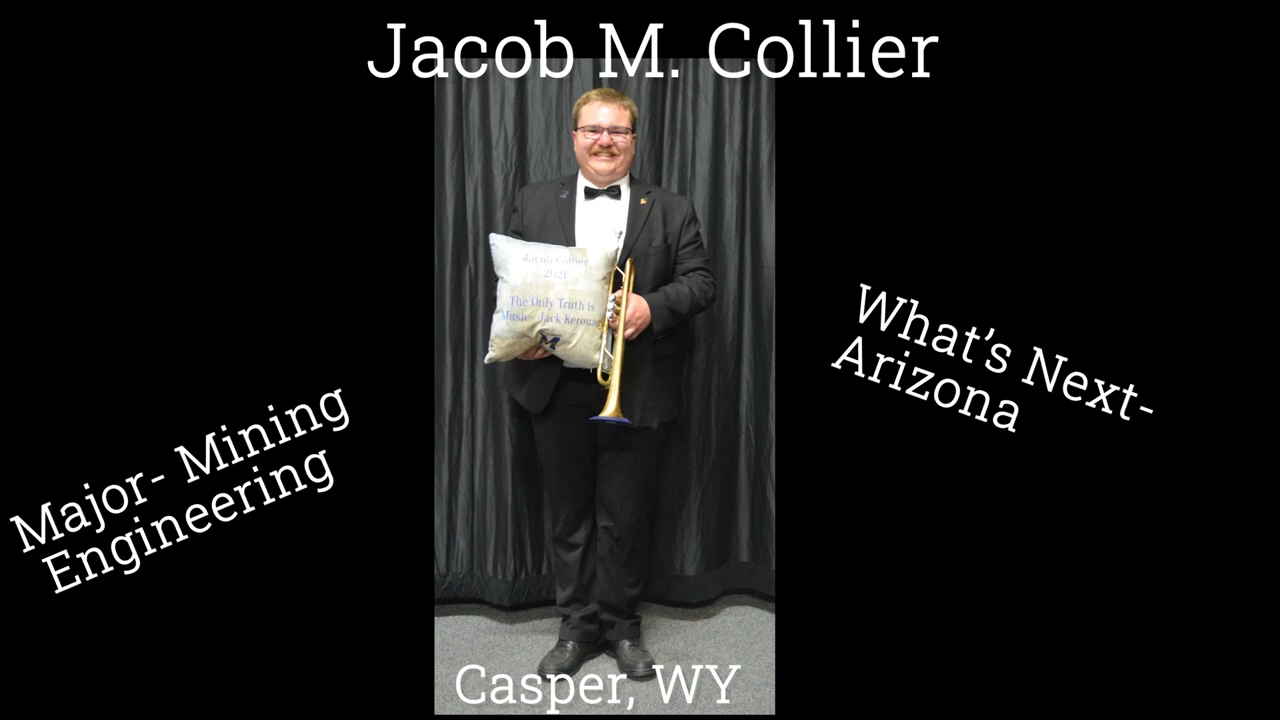 Jacob M. Collier
Jacob Collier
2021
The Only Truth is
Music- Jack Kerouac
M
What's Next-
Arizona
Major- Mining
Engineering
Casper, WY